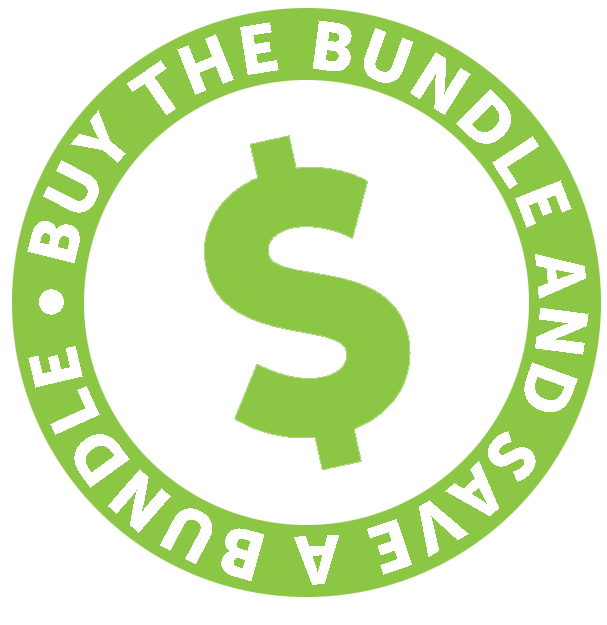 BUY THE BUNDLE AND SAVE A BUNDLE •
$